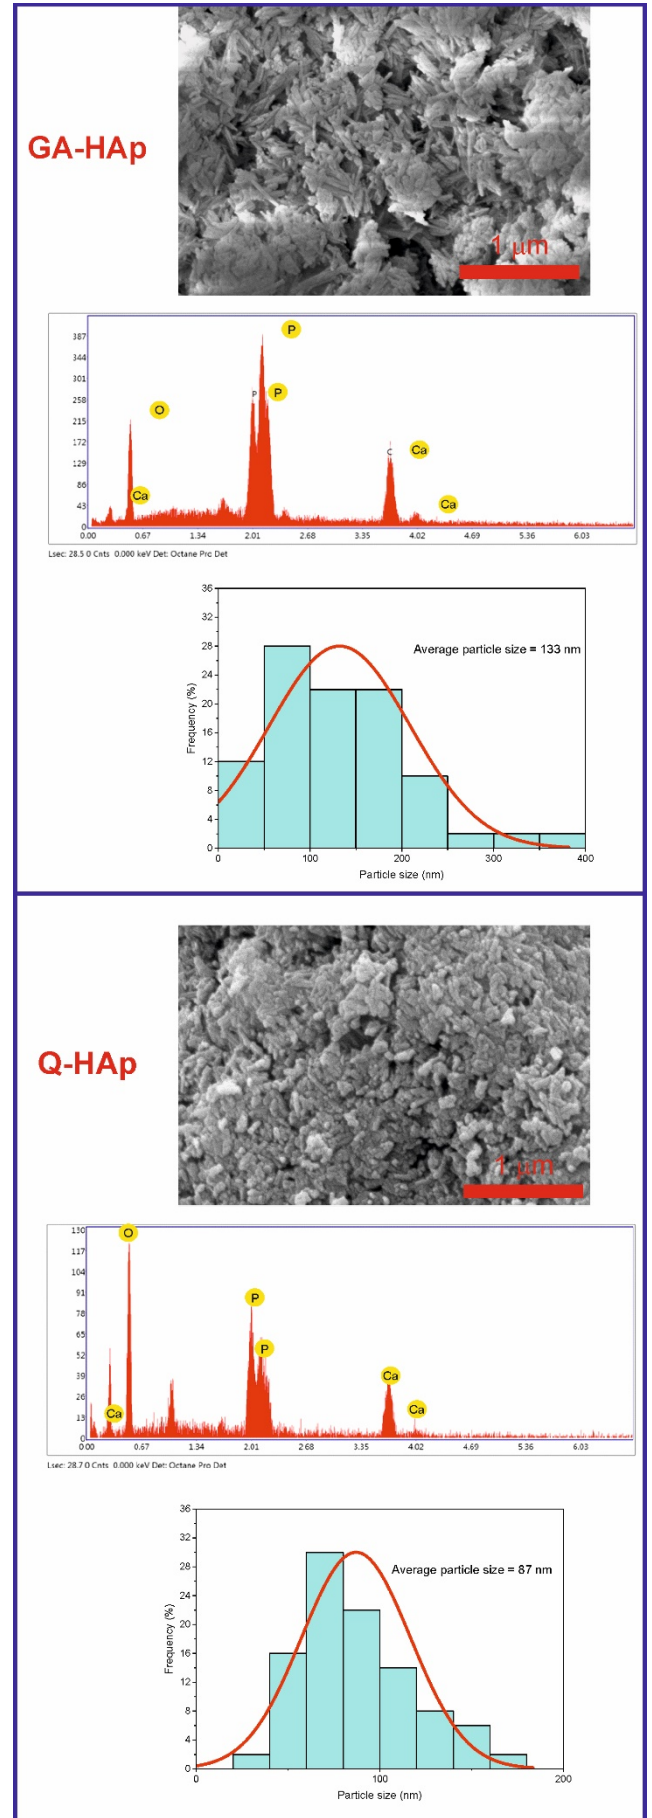 GA-HAp
1 μm
P
P
P
O
C
Ca
Ca
Ca
387
344
301
258
215
172
129
86
43
0
0.00 0.67 1.34 2.01 2.68 3.35 4.02 4.69 5.36 6.03
Lsec: 28.5 0 Cnts 0.000 keV Det: Octane Pro Det
36
32
28
24
20
16
12
8
4
0
Frequency (%)
Average particle size = 133 nm
0 100 200 300 400
Particle size (nm)
Q-HAp
1 μm
O
P
P
Ca
Ca
Ca
130
117
104
91
78
65
52
39
26
13
0
0.00 0.67 1.34 2.01 2.68 3.35 4.02 4.69 5.36 6.03
Lsec: 28.7 0 Cnts 0.000 keV Det: Octane Pro Det
36
32
28
24
20
16
12
8
4
0
Frequency (%)
Average particle size = 87 nm
0 100 200
Particle size (nm)